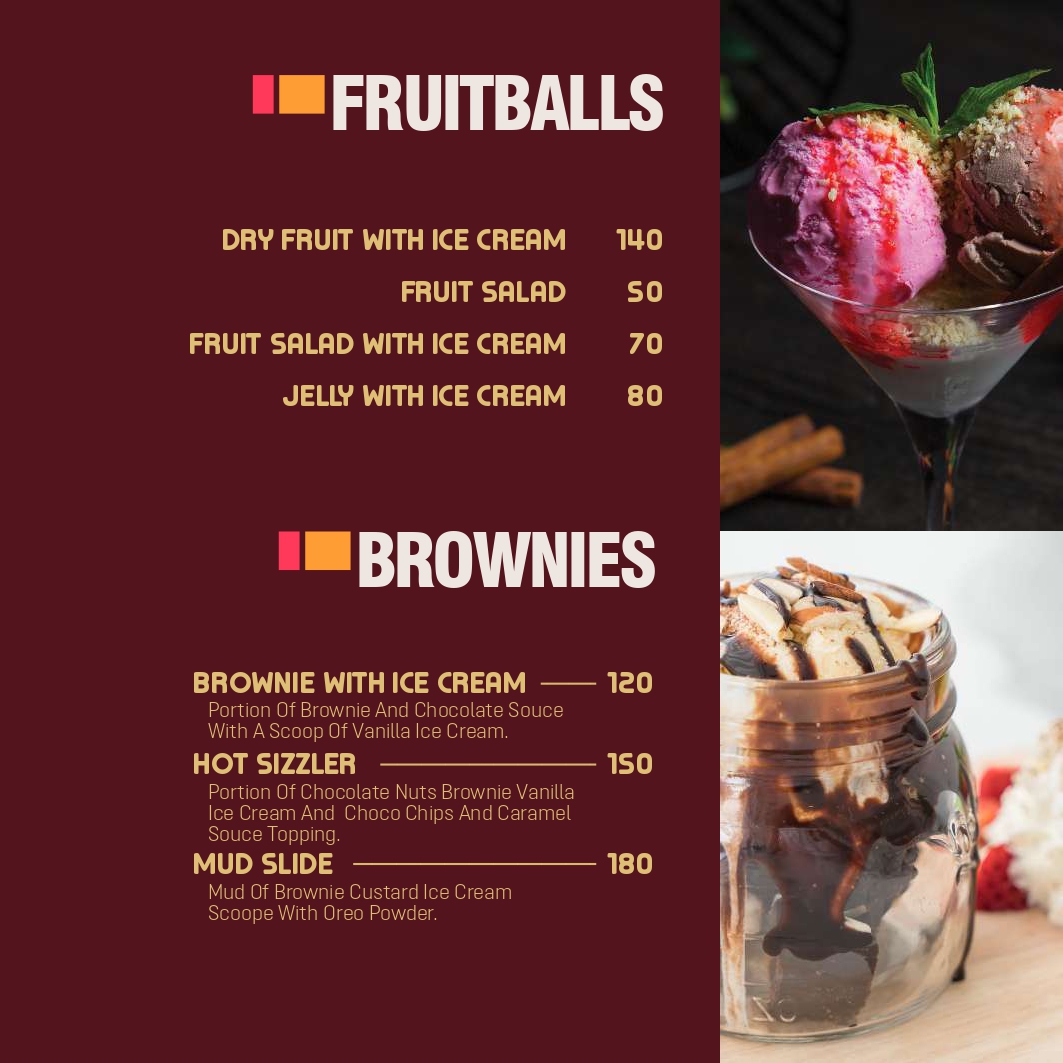 FRUITBALLS
DRY FRUIT WITH ICE CREAM 140
FRUIT SALAD 50
FRUIT SALAD WITH ICE CREAM 70
JELLY WITH ICE CREAM 80
BROWNIES
BROWNIE WITH ICE CREAM 120
Portion Of Brownie And Chocolate Souce
With A Scoop Of Vanilla Ice Cream.
HOT SIZZLER 150
Portion Of Chocolate Nuts Brownie Vanilla
Ice Cream And Choco Chips And Caramel
Souce Topping.
MUD SLIDE 180
Mud Of Brownie Custard Ice Cream
Scoope With Oreo Powder.